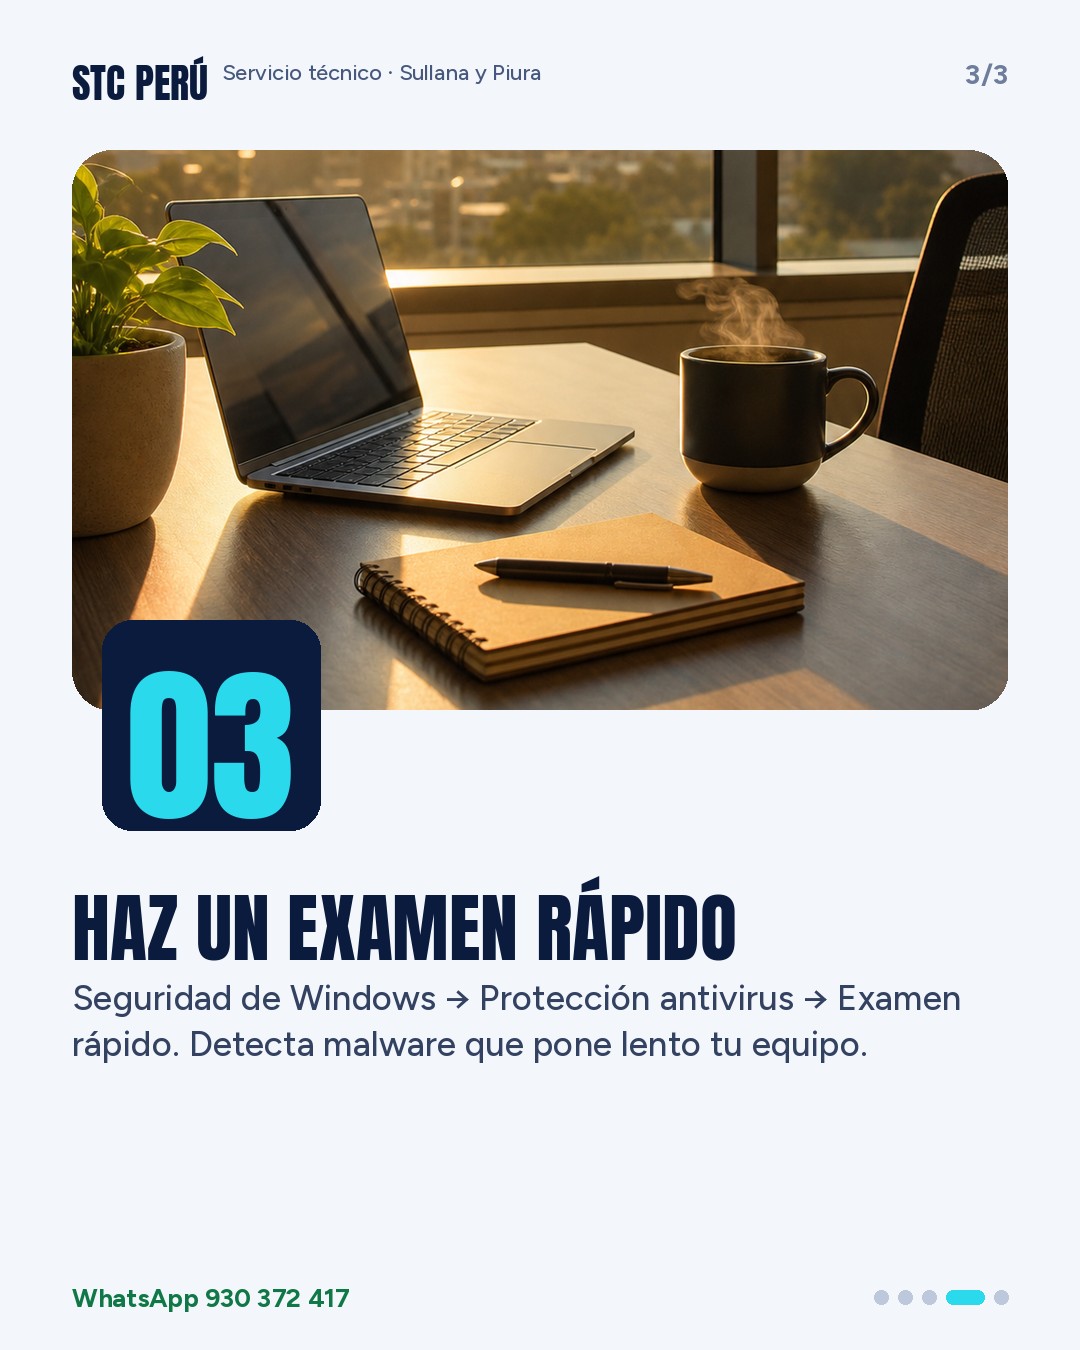 STC PERÚ Servicio técnico · Sullana y Piura 3/3
03
HAZ UN EXAMEN RÁPIDO
Seguridad de Windows → Protección antivirus → Examen
rápido. Detecta malware que pone lento tu equipo.
WhatsApp 930 372 417